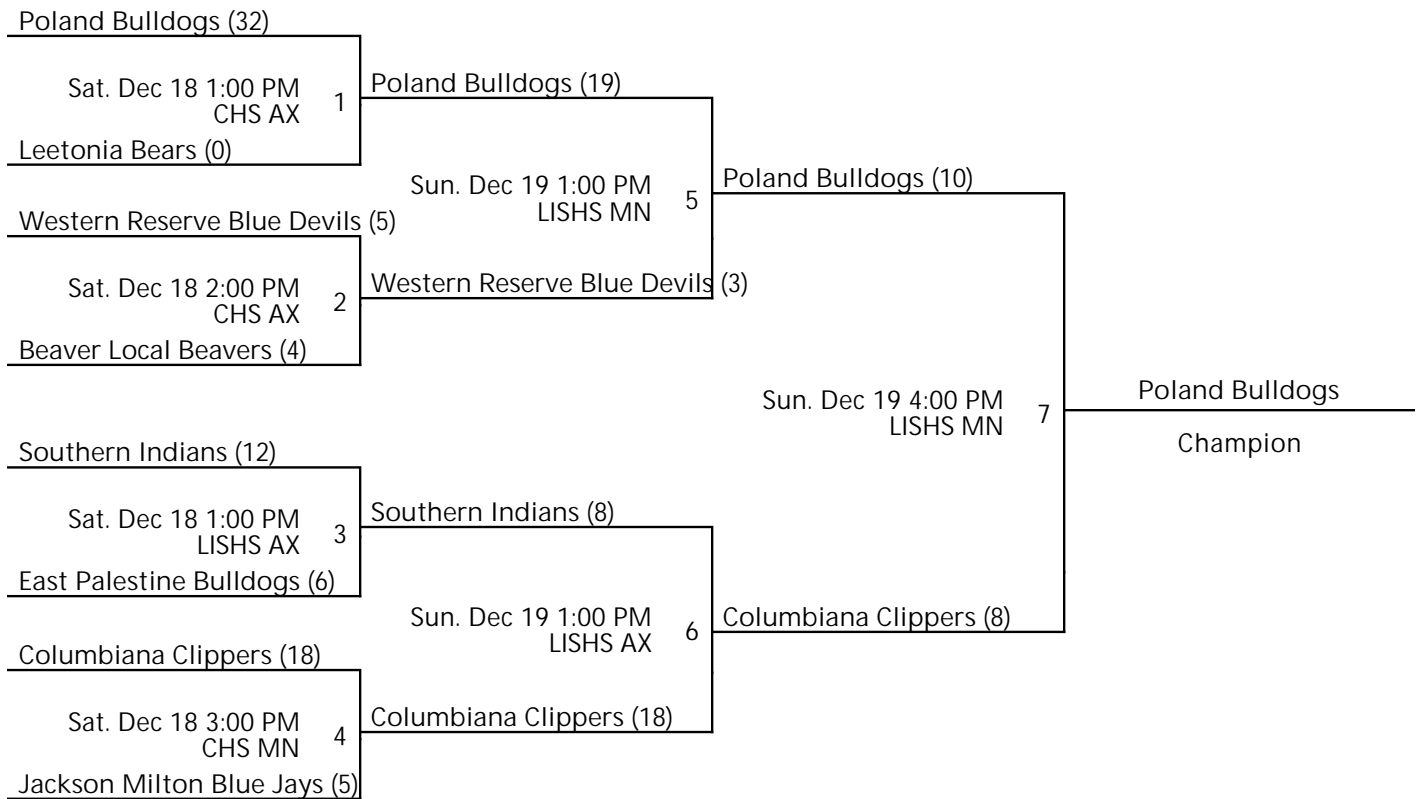 Poland Bulldogs (32)
Sat. Dec 18 1:00 PM
CHS AX
1
Leetonia Bears (0)
Poland Bulldogs (19)
Western Reserve Blue Devils (5)
Sat. Dec 18 2:00 PM
CHS AX
2
Beaver Local Beavers (4)
Sun. Dec 19 1:00 PM
LISHS MN
5
Western Reserve Blue Devils (3)
Poland Bulldogs (10)
Southern Indians (12)
Sat. Dec 18 1:00 PM
LISHS AX
3
East Palestine Bulldogs (6)
Southern Indians (8)
Columbiana Clippers (18)
Sat. Dec 18 3:00 PM
CHS MN
4
Jackson Milton Blue Jays (5)
Sun. Dec 19 1:00 PM
LISHS AX
6
Columbiana Clippers (18)
Columbiana Clippers (8)
Sun. Dec 19 4:00 PM
LISHS MN
7
Poland Bulldogs
Champion